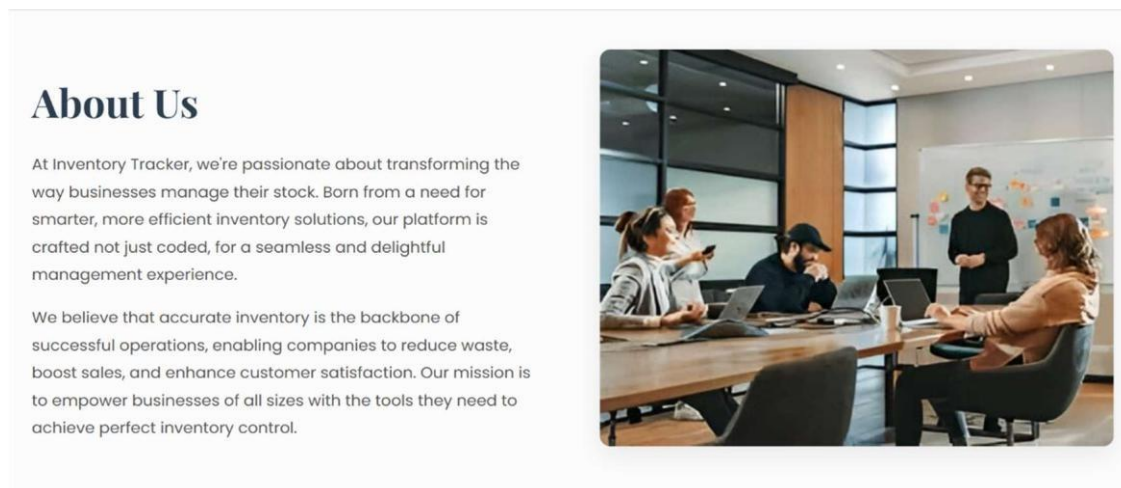 About Us
At Inventory Tracker, we're passionate about transforming the
way businesses manage their stock. Born from a need for
smarter, more efficient inventory solutions, our platform is
crafted not just coded, for a seamless and delightful
management experience.
We believe that accurate inventory is the backbone of
successful operations, enabling companies to reduce waste,
boost sales, and enhance customer satisfaction. Our mission is
to empower businesses of all sizes with the tools they need to
achieve perfect inventory control.